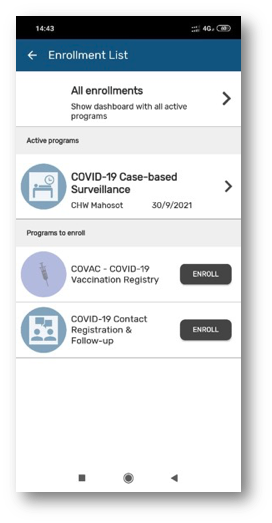 14:43
4G
Enrollment List
All enrollments
Show dashboard with all active
programs
Active programs
COVID-19 Case-based
Surveillance
CHW Mahosot 30/9/2021
Programs to enroll
COVAC - COVID-19
Vaccination Registry
ENROLL
COVID-19 Contact
Registration &
Follow-up
ENROLL